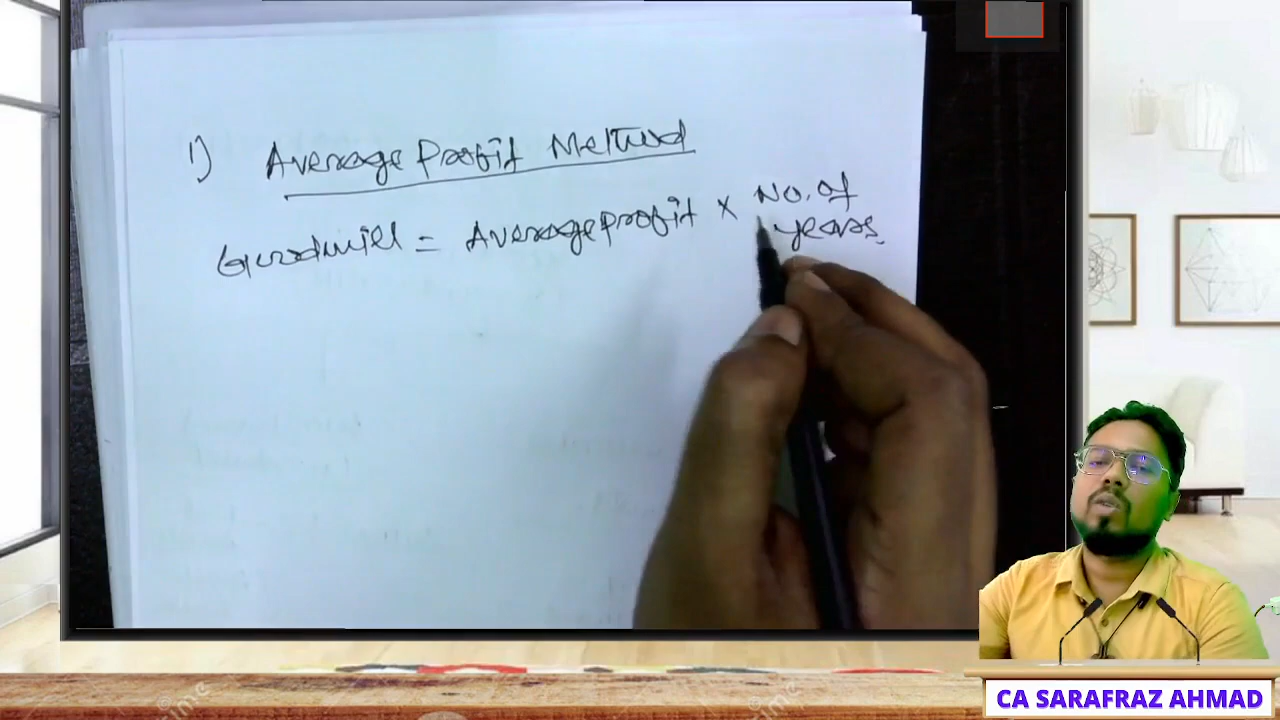 1) Average Profit Method
Goodwill = Average profit × No. of
years.
CA SARAFRAZ AHMAD